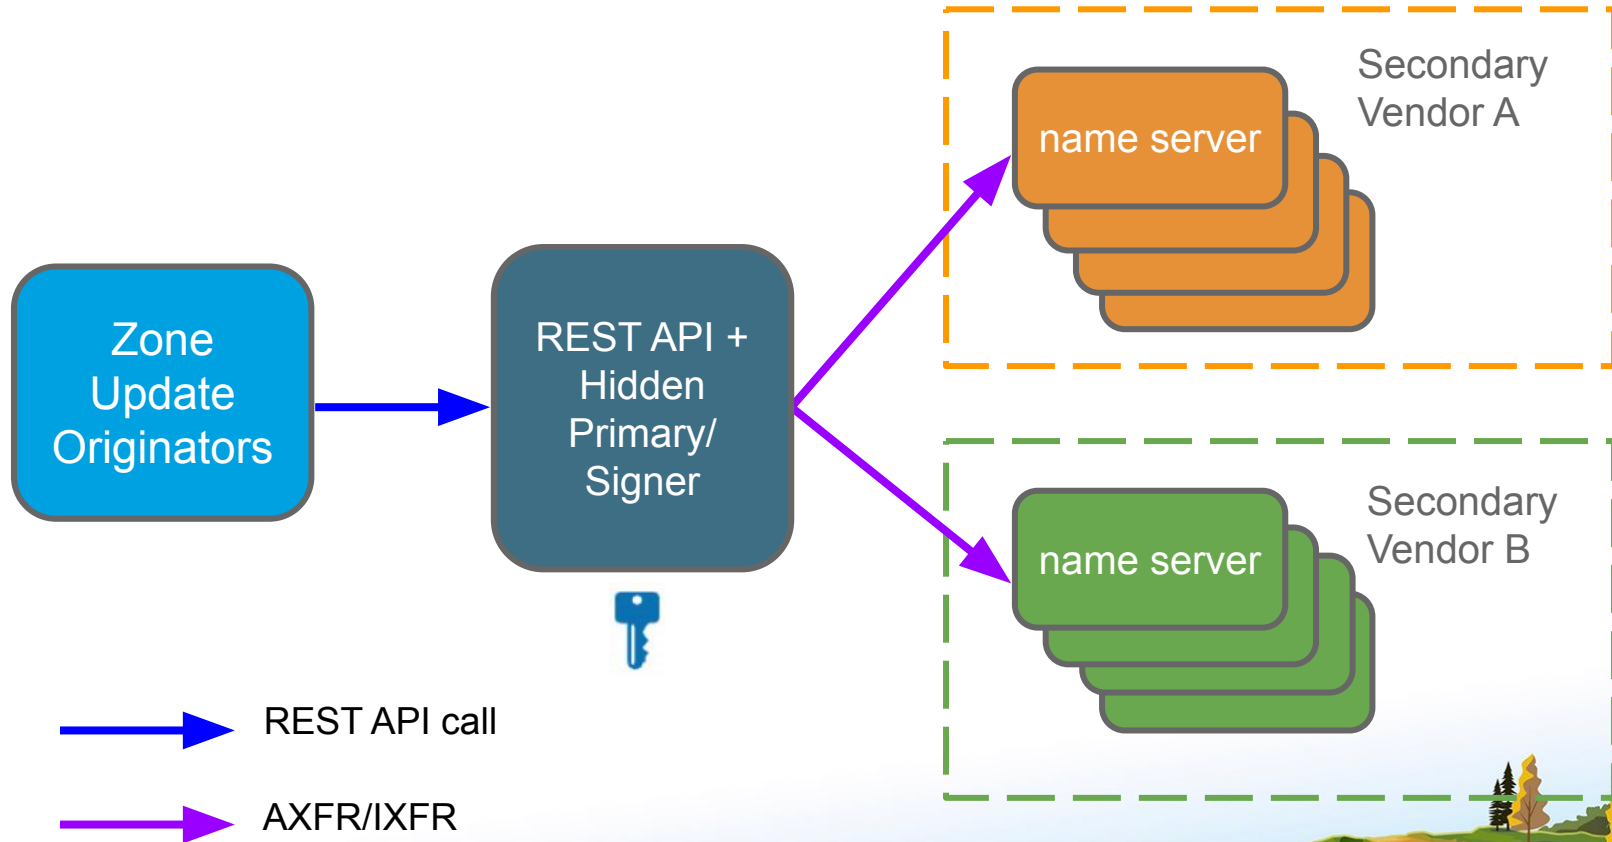 Secondary
Vendor A
name server
Zone
Update
Originators
REST API +
Hidden
Primary/
Signer
Secondary
Vendor B
name server
REST API call
AXFR/IXFR